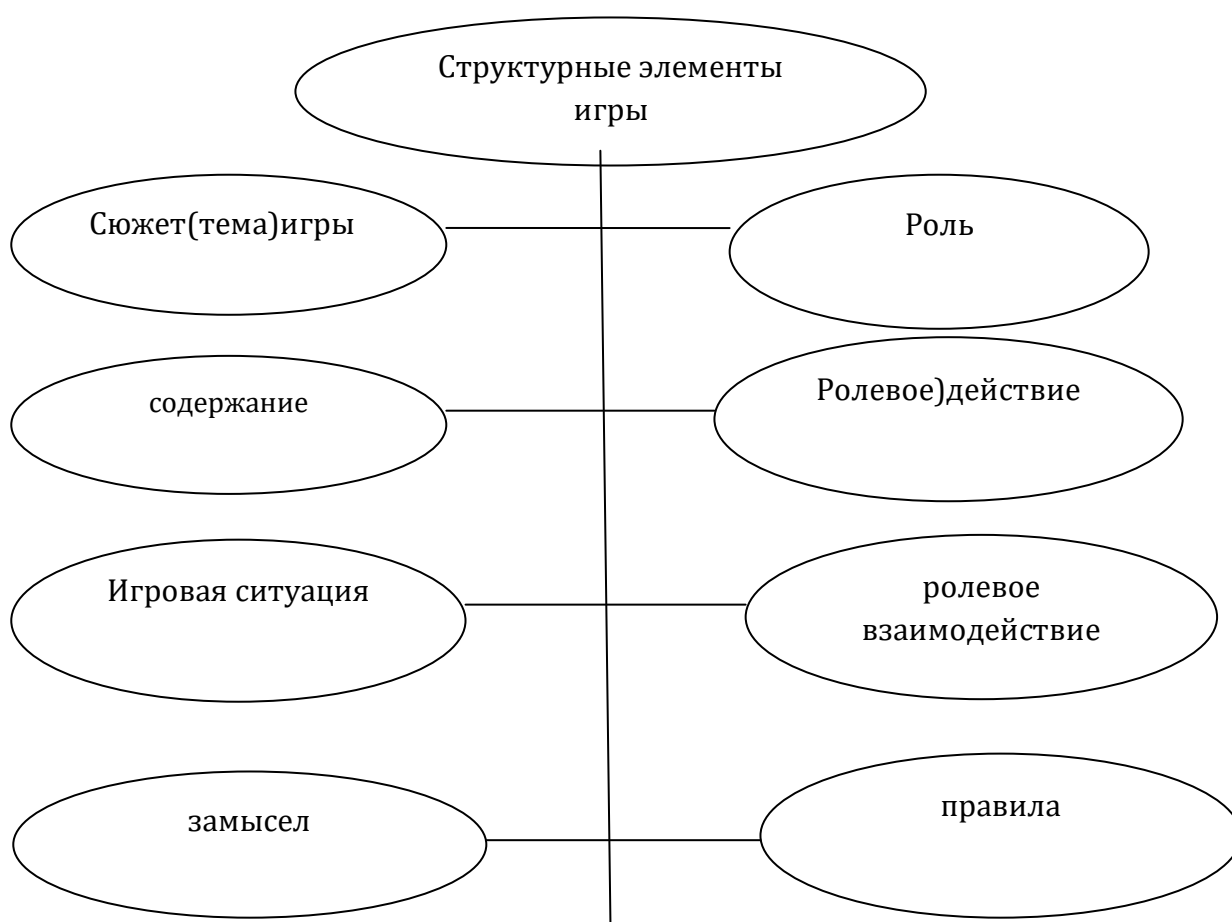 Структурные элементы
игры
Сюжет(тема)игры
Роль
содержание
Ролевое)действие
Игровая ситуация
ролевое
взаимодействие
замысел
правила